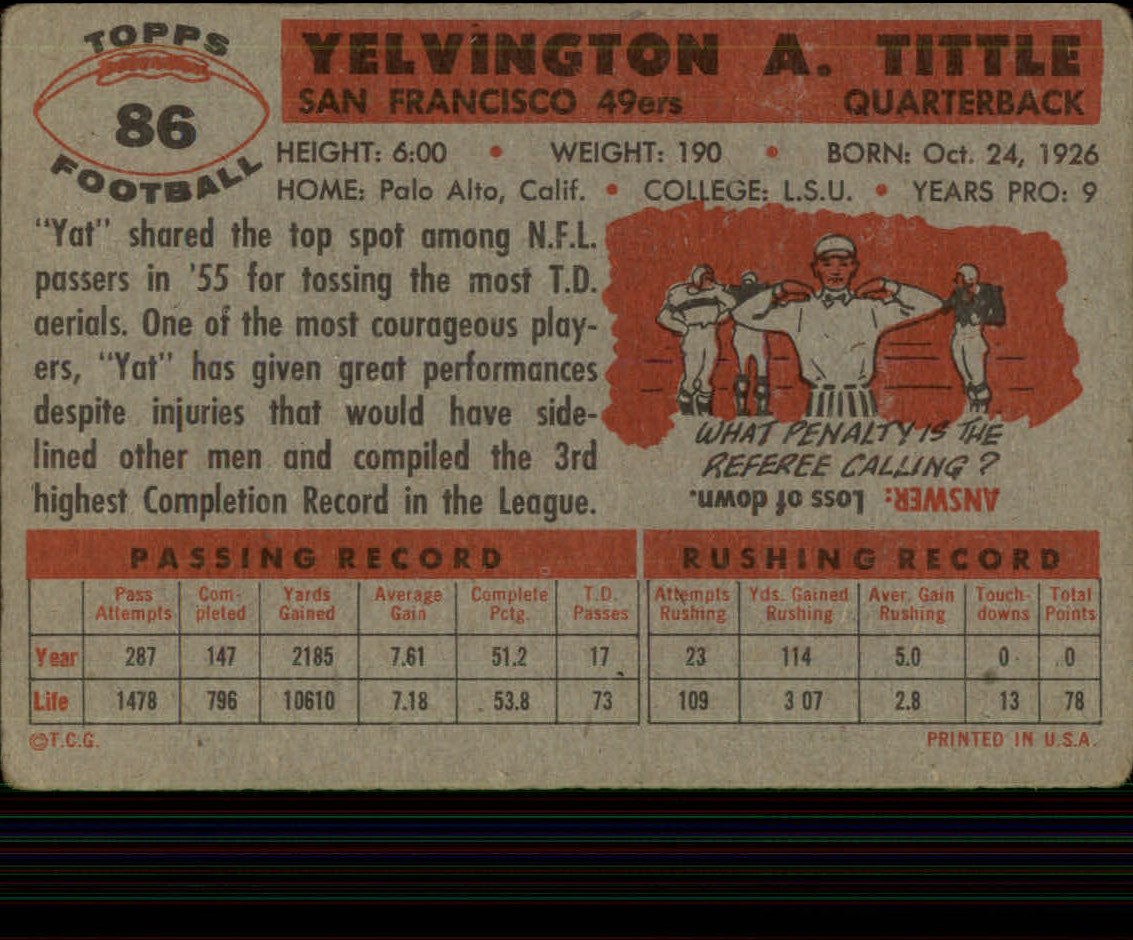 TOPPS
86
FOOTBALL
YELVINGTON A. TITTLE
SAN FRANCISCO 49ers QUARTERBACK
HEIGHT: 6:00 • WEIGHT: 190 • BORN: Oct. 24, 1926
HOME: Palo Alto, Calif. • COLLEGE: L.S.U. • YEARS PRO: 9
"Yat" shared the top spot among N.F.L.
passers in '55 for tossing the most T.D.
aerials. One of the most courageous play-
ers, "Yat" has given great performances
despite injuries that would have side-
lined other men and compiled the 3rd
highest Completion Record in the League.
WHAT PENALTY IS THE
REFEREE CALLING?
ANSWER: Loss of down.
PASSING RECORD RUSHING RECORD
Pass Com- Yards Average Complete T.D. Attempts Yds. Gained Aver. Gain Touch- Total
Attempts pleted Gained Gain Pctg. Passes Rushing Rushing Rushing downs Points
Year 287 147 2185 7.61 51.2 17 23 114 5.0 0 0
Life 1478 796 10610 7.18 53.8 73 109 3 07 2.8 13 78
©T.C.G. PRINTED IN U.S.A.